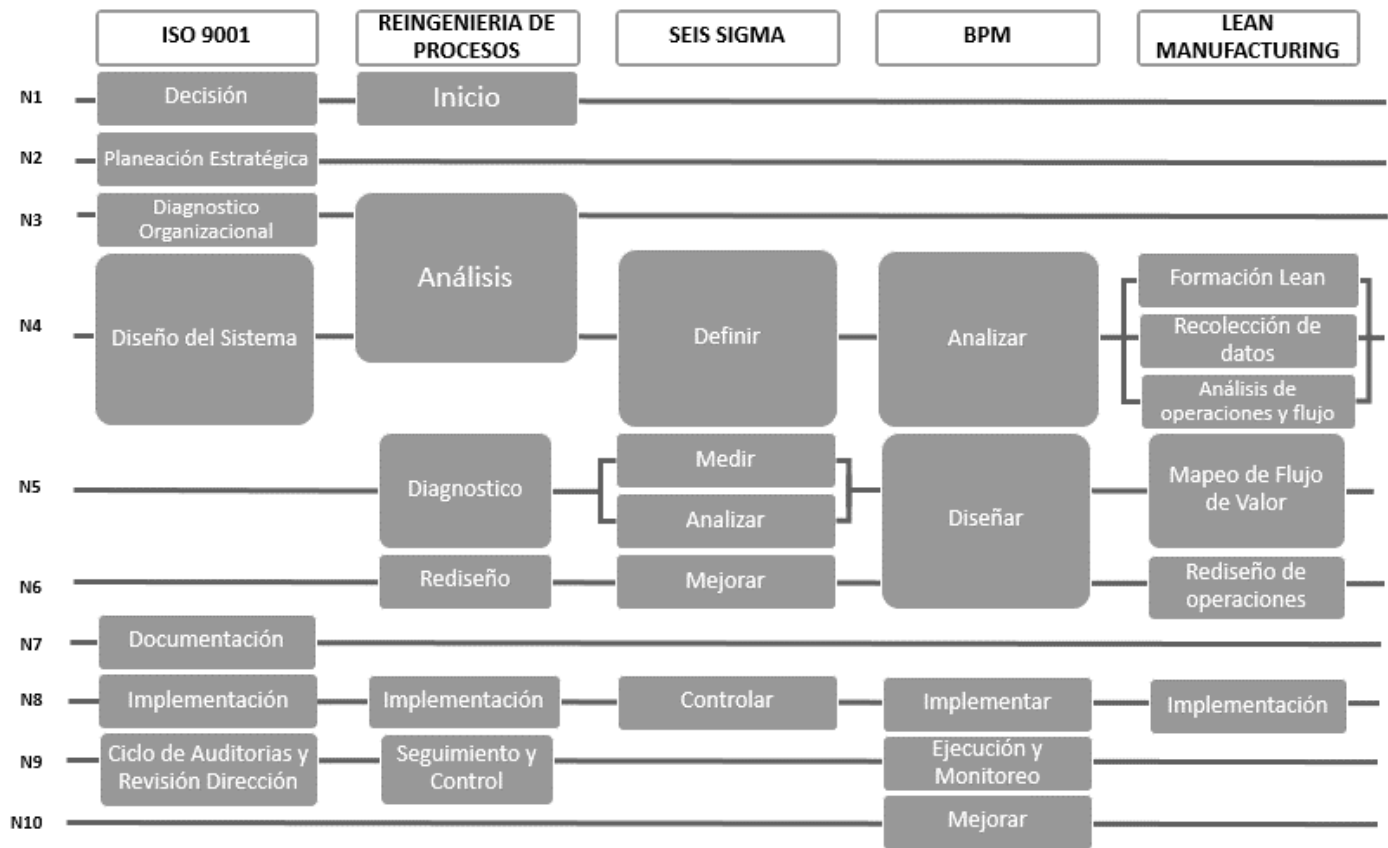 ISO 9001
REINGENIERIA DE
PROCESOS
SEIS SIGMA
BPM
LEAN
MANUFACTURING
N1
Decisión
Inicio
N2
Planeación Estratégica
N3
Diagnostico
Organizacional
Análisis
N4
Diseño del Sistema
Definir
Analizar
Formación Lean
Recolección de
datos
Análisis de
operaciones y flujo
N5
Diagnostico
Medir
Analizar
Diseñar
Mapeo de Flujo
de Valor
N6
Rediseño
Mejorar
Rediseño de
operaciones
N7
Documentación
N8
Implementación
Implementación
Controlar
Implementar
Implementación
N9
Ciclo de Auditorias y
Revisión Dirección
Seguimiento y
Control
Ejecución y
Monitoreo
N10
Mejorar